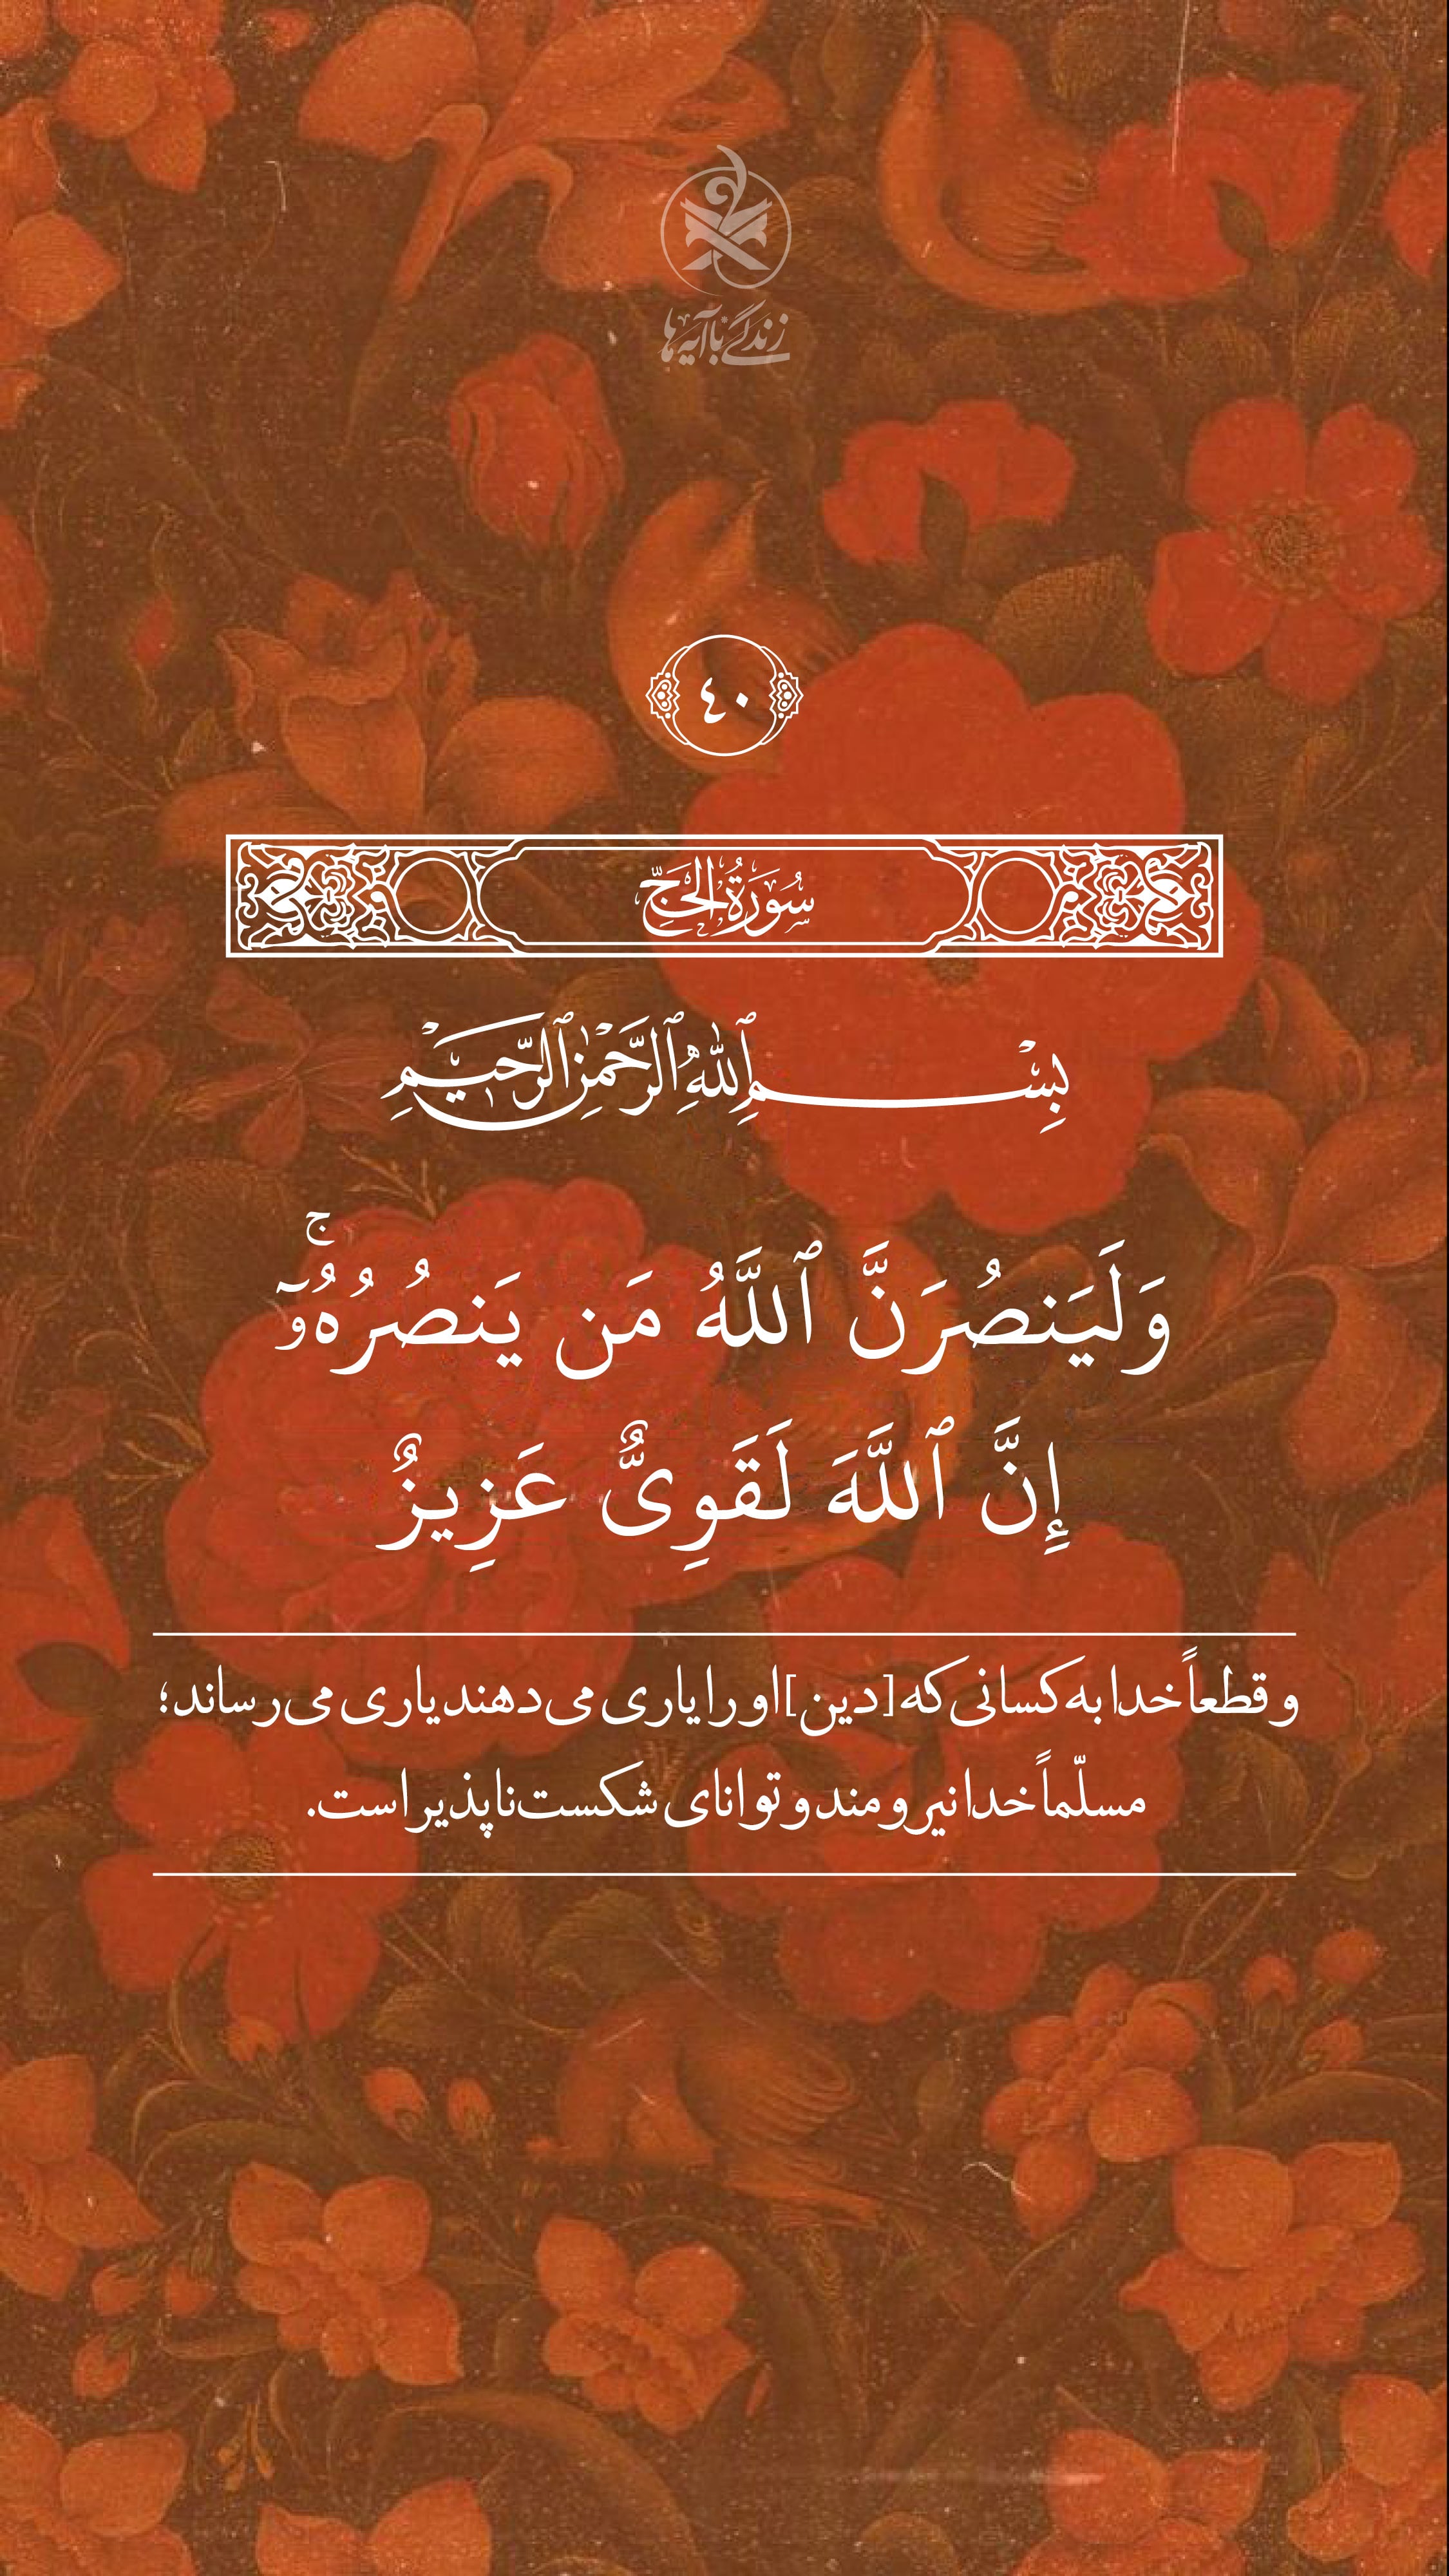 زندگی با آیه‌ها
٤٠
سُورَةُ الحَجّ
بِسْمِ ٱللَّهِ ٱلرَّحْمَٰنِ ٱلرَّحِيمِ
وَلَيَنصُرَنَّ ٱللَّهُ مَن يَنصُرُهُۥٓ ۚ
إِنَّ ٱللَّهَ لَقَوِىٌّ عَزِيزٌ
و قطعاً خدا به کسانی که [دین] او را یاری می‌دهند یاری می‌رساند؛
مسلّماً خدا نیرومند و توانای شکست‌ناپذیر است.